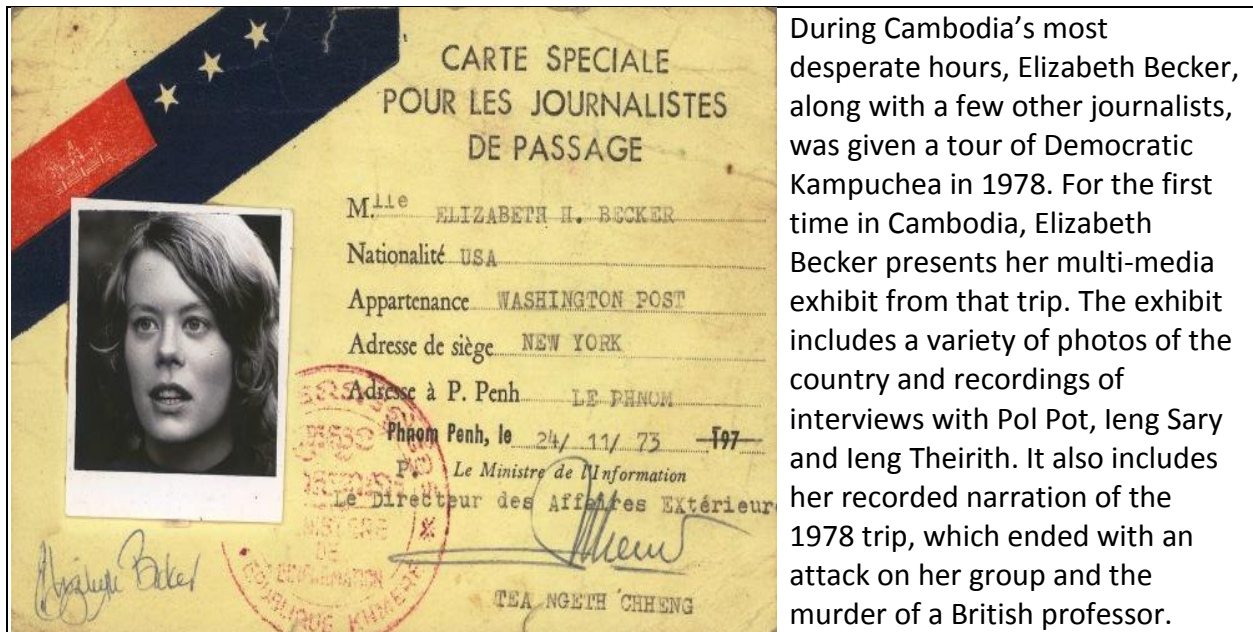 CARTE SPECIALE
POUR LES JOURNALISTES
DE PASSAGE
M.lle ELIZABETH H. BECKER
Nationalité USA
Appartenance WASHINGTON POST
Adresse de siège NEW YORK
Adresse à P. Penh LE PHNOM
Phnom Penh, le 24/ 11/ 73 197
P. Le Ministre de l'Information
Le Directeur des Affaires Extérieur
TEA NGETH CHHENG
Elizabeth Becker
MINISTERE
DE
INFORMATION
During Cambodia’s most
desperate hours, Elizabeth Becker,
along with a few other journalists,
was given a tour of Democratic
Kampuchea in 1978. For the first
time in Cambodia, Elizabeth
Becker presents her multi-media
exhibit from that trip. The exhibit
includes a variety of photos of the
country and recordings of
interviews with Pol Pot, Ieng Sary
and Ieng Theirith. It also includes
her recorded narration of the
1978 trip, which ended with an
attack on her group and the
murder of a British professor.